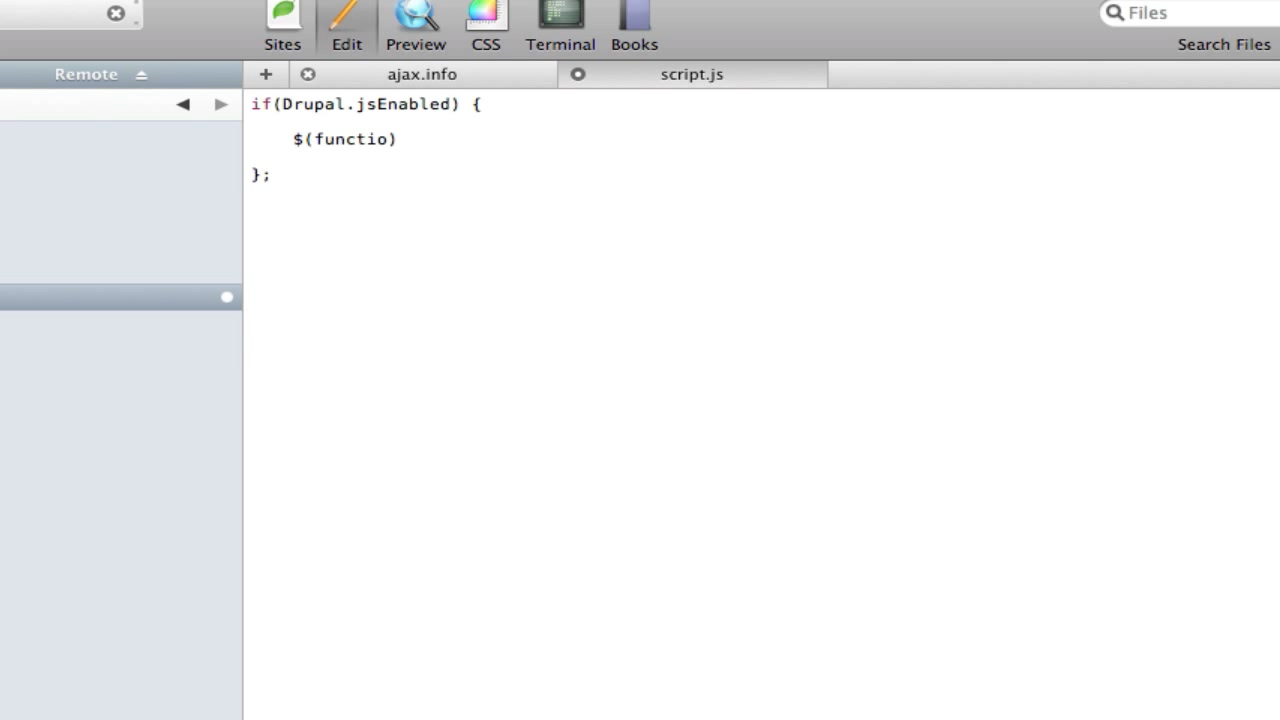 Files
Sites
Edit
Preview
CSS
Terminal
Books
Search Files
Remote
ajax.info
script.js
if(Drupal.jsEnabled) {
$(functio)
};